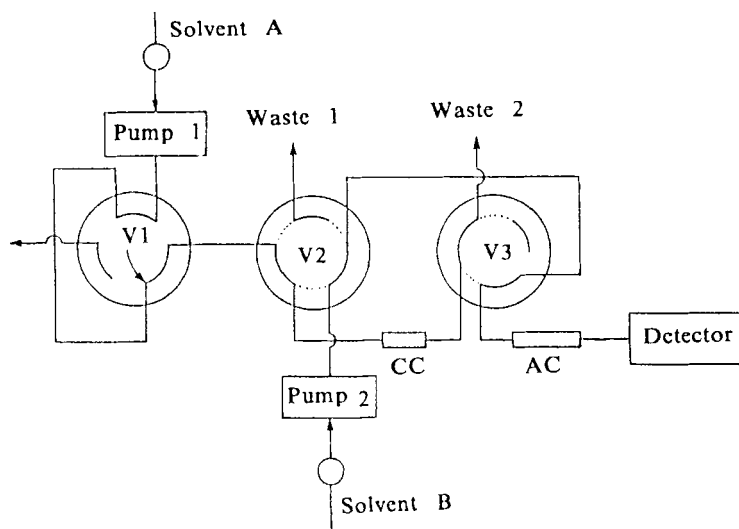 Solvent A
Pump 1
Waste 1
Waste 2
V1
V2
V3
CC
AC
Detector
Pump 2
Solvent B